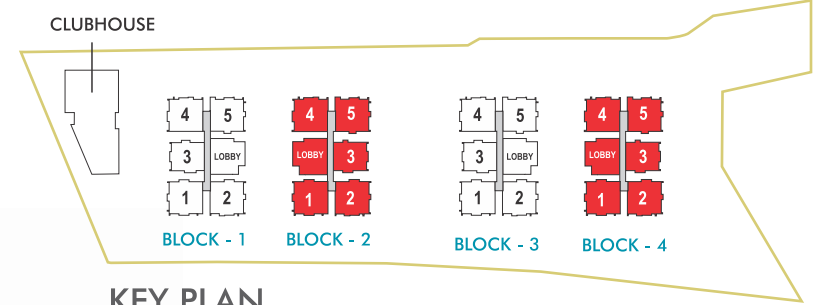 CLUBHOUSE
4 5 4 5 4 5 4 5
3 LOBBY LOBBY 3 3 LOBBY LOBBY 3
1 2 1 2 1 2 1 2
BLOCK - 1 BLOCK - 2 BLOCK - 3 BLOCK - 4
KEY PLAN